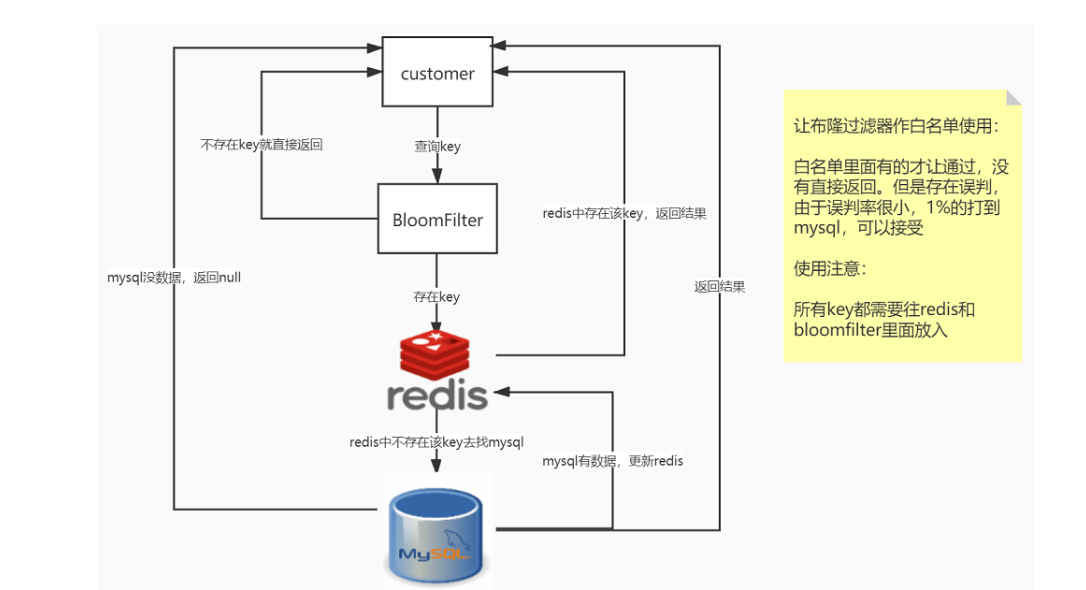 customer
不存在key就直接返回
查询key
BloomFilter
redis中存在该key，返回结果
mysql没数据，返回null
返回结果
存在key
redis
redis中不存在该key去找mysql
mysql有数据，更新redis
MySQL
让布隆过滤器作白名单使用：
白名单里面有的才让通过，没
有直接返回。但是存在误判，
由于误判率很小，1%的打到
mysql，可以接受
使用注意：
所有key都需要往redis和
bloomfilter里面放入